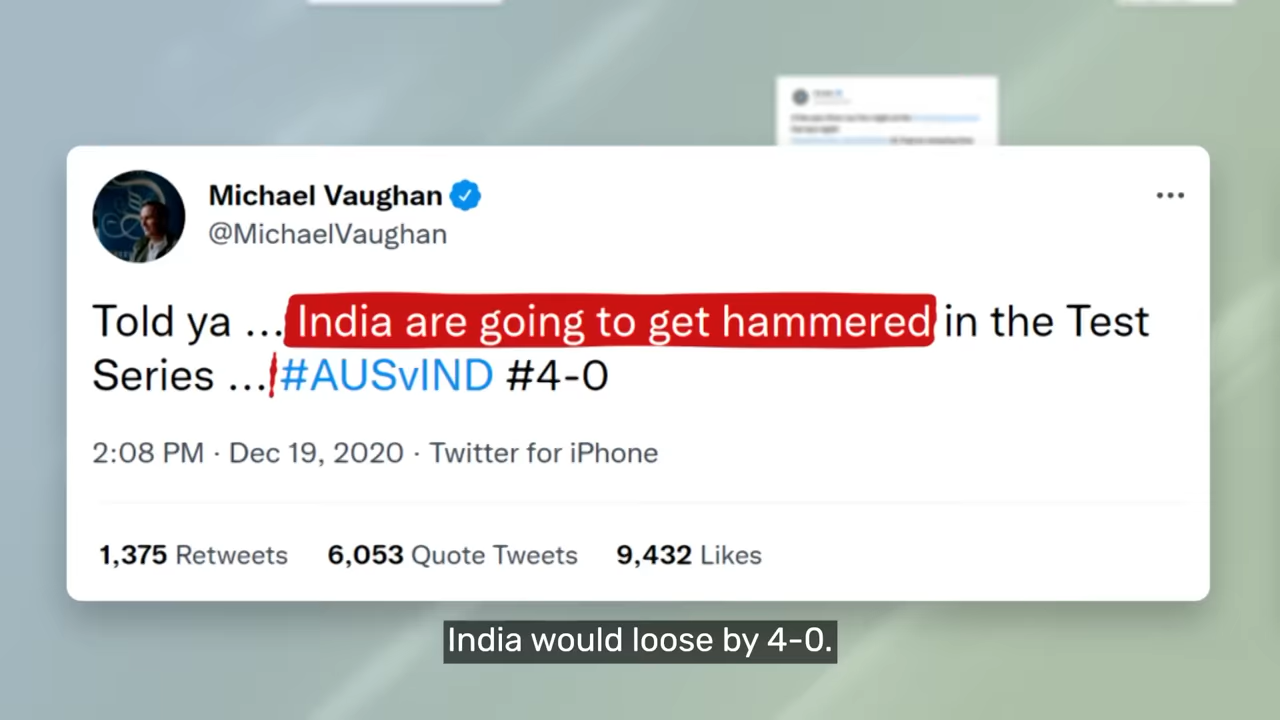 Michael Vaughan
@MichaelVaughan
Told ya ... India are going to get hammered in the Test
Series ... #AUSvIND #4-0
2:08 PM · Dec 19, 2020 · Twitter for iPhone
1,375 Retweets 6,053 Quote Tweets 9,432 Likes
India would loose by 4-0.